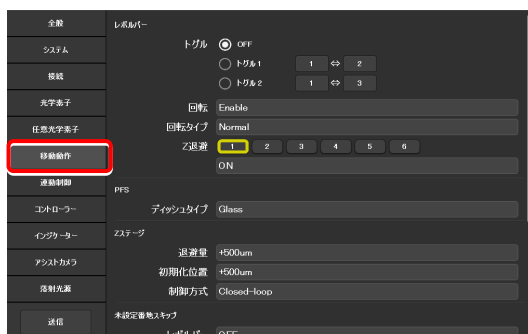 全般
システム
接続
光学素子
任意光学素子
移動動作
連動制御
コントローラー
インジケーター
アシストカメラ
落射光源
送信
レボルバー
トグル OFF
トグル 1 1 ⇔ 2
トグル 2 1 ⇔ 3
回転 Enable
回転タイプ Normal
Z退避 1 2 3 4 5 6
ON
PFS
ディッシュタイプ Glass
Zステージ
退避量 +500um
初期化位置 +500um
制御方式 Closed-loop
未設定番地スキップ
レボルバー OFF